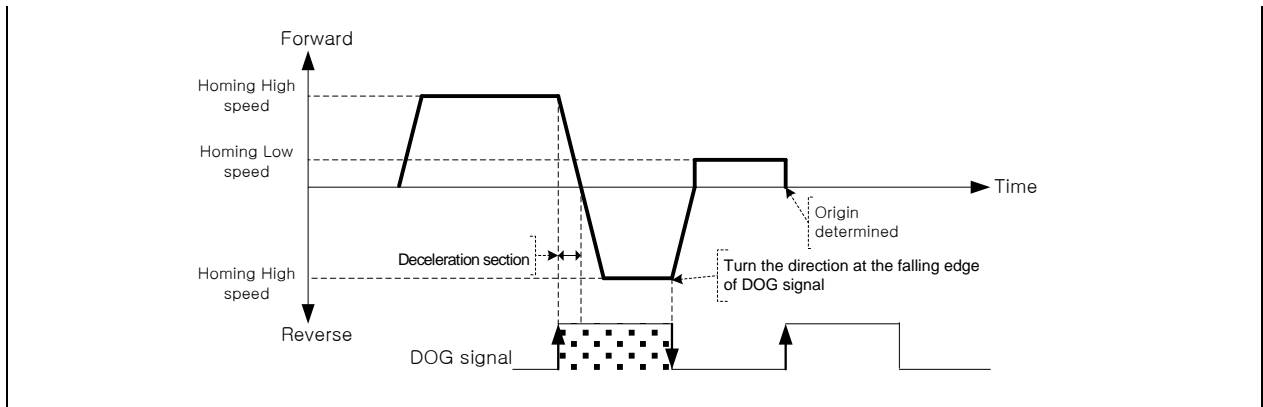 Forward
Homing High
speed
Homing Low
speed
Time
Origin
determined
Deceleration section
Turn the direction at the falling edge
of DOG signal
Homing High
speed
Reverse
DOG signal